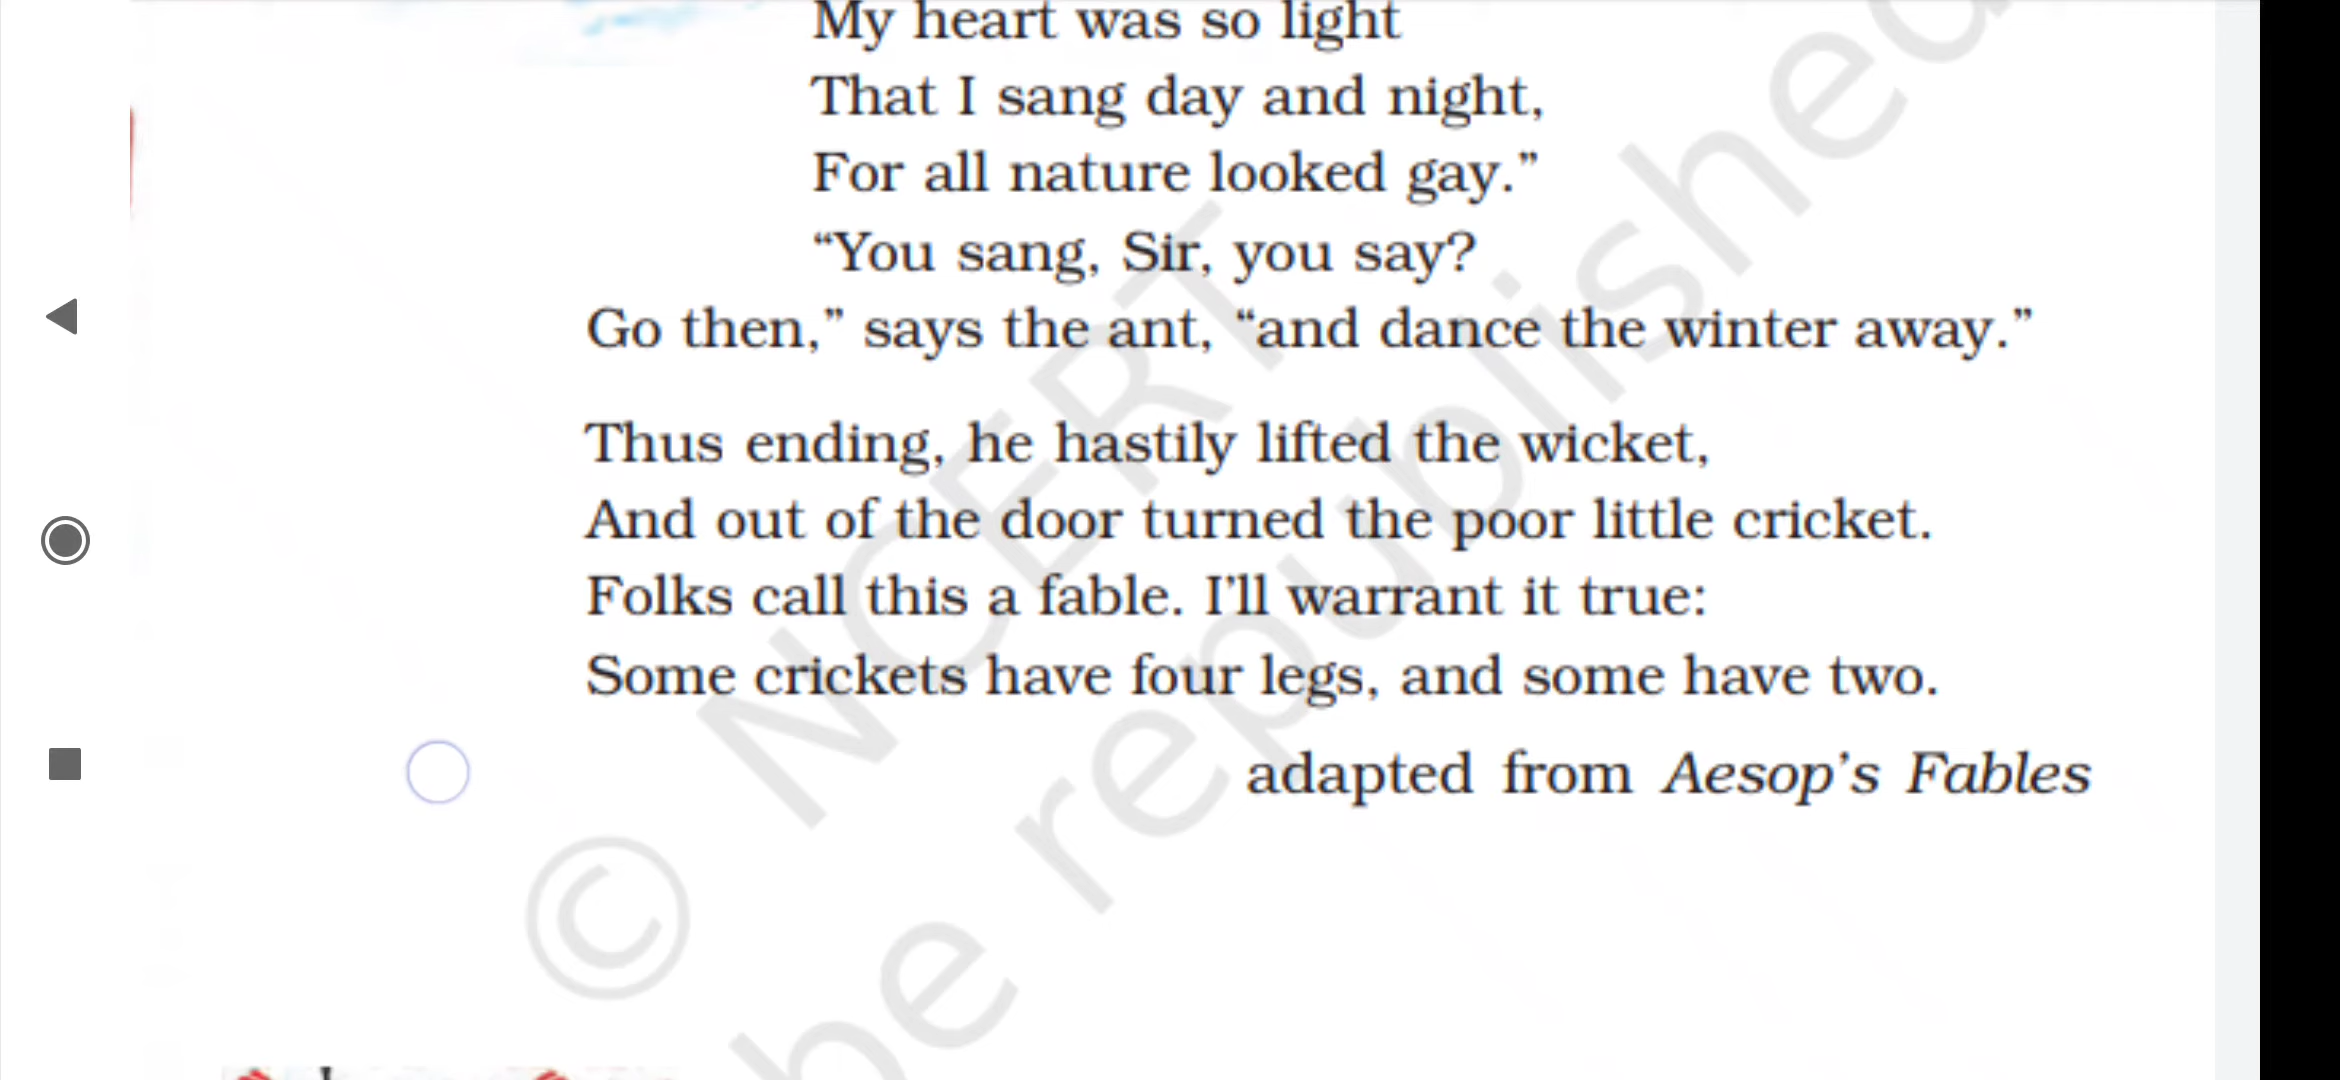 My heart was so light
That I sang day and night,
For all nature looked gay.”
“You sang, Sir, you say?
Go then,” says the ant, “and dance the winter away.”
Thus ending, he hastily lifted the wicket,
And out of the door turned the poor little cricket.
Folks call this a fable. I’ll warrant it true:
Some crickets have four legs, and some have two.
adapted from Aesop’s Fables
© NCERT
be republished